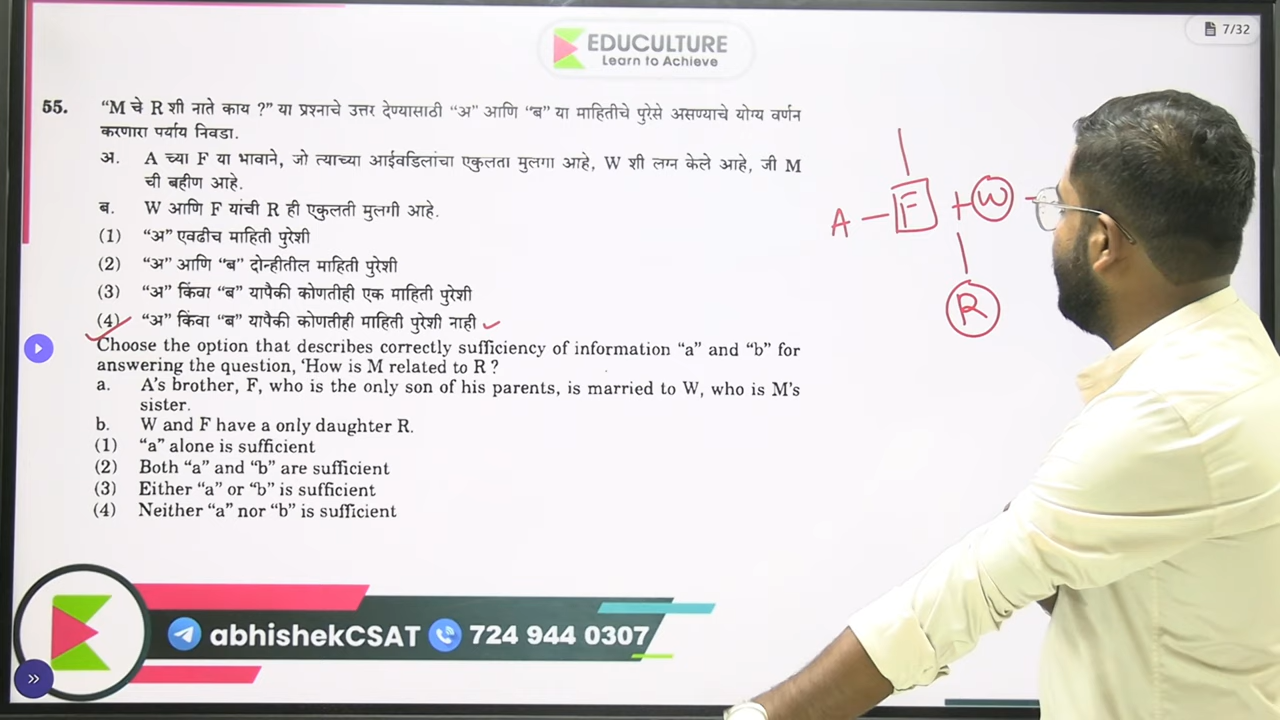 EDUCULTURE
Learn to Achieve
7/32
55. “M चे R शी नाते काय ?” या प्रश्नाचे उत्तर देण्यासाठी “अ” आणि “ब” या माहितीचे पुरेसे असण्याचे योग्य वर्णन
करणारा पर्याय निवडा.
अ. A च्या F या भावाने, जो त्याच्या आईवडिलांचा एकुलता मुलगा आहे, W शी लग्न केले आहे, जी M
ची बहीण आहे.
ब. W आणि F यांची R ही एकुलती मुलगी आहे.
(1) “अ” एवढीच माहिती पुरेशी
(2) “अ” आणि “ब” दोन्हीतील माहिती पुरेशी
(3) “अ” किंवा “ब” यापैकी कोणतीही एक माहिती पुरेशी
(4) “अ” किंवा “ब” यापैकी कोणतीही माहिती पुरेशी नाही
Choose the option that describes correctly sufficiency of information “a” and “b” for
answering the question, ‘How is M related to R ?
a. A’s brother, F, who is the only son of his parents, is married to W, who is M’s
sister.
b. W and F have a only daughter R.
(1) “a” alone is sufficient
(2) Both “a” and “b” are sufficient
(3) Either “a” or “b” is sufficient
(4) Neither “a” nor “b” is sufficient
A – F + W –
R
abhishekCSAT 724 944 0307